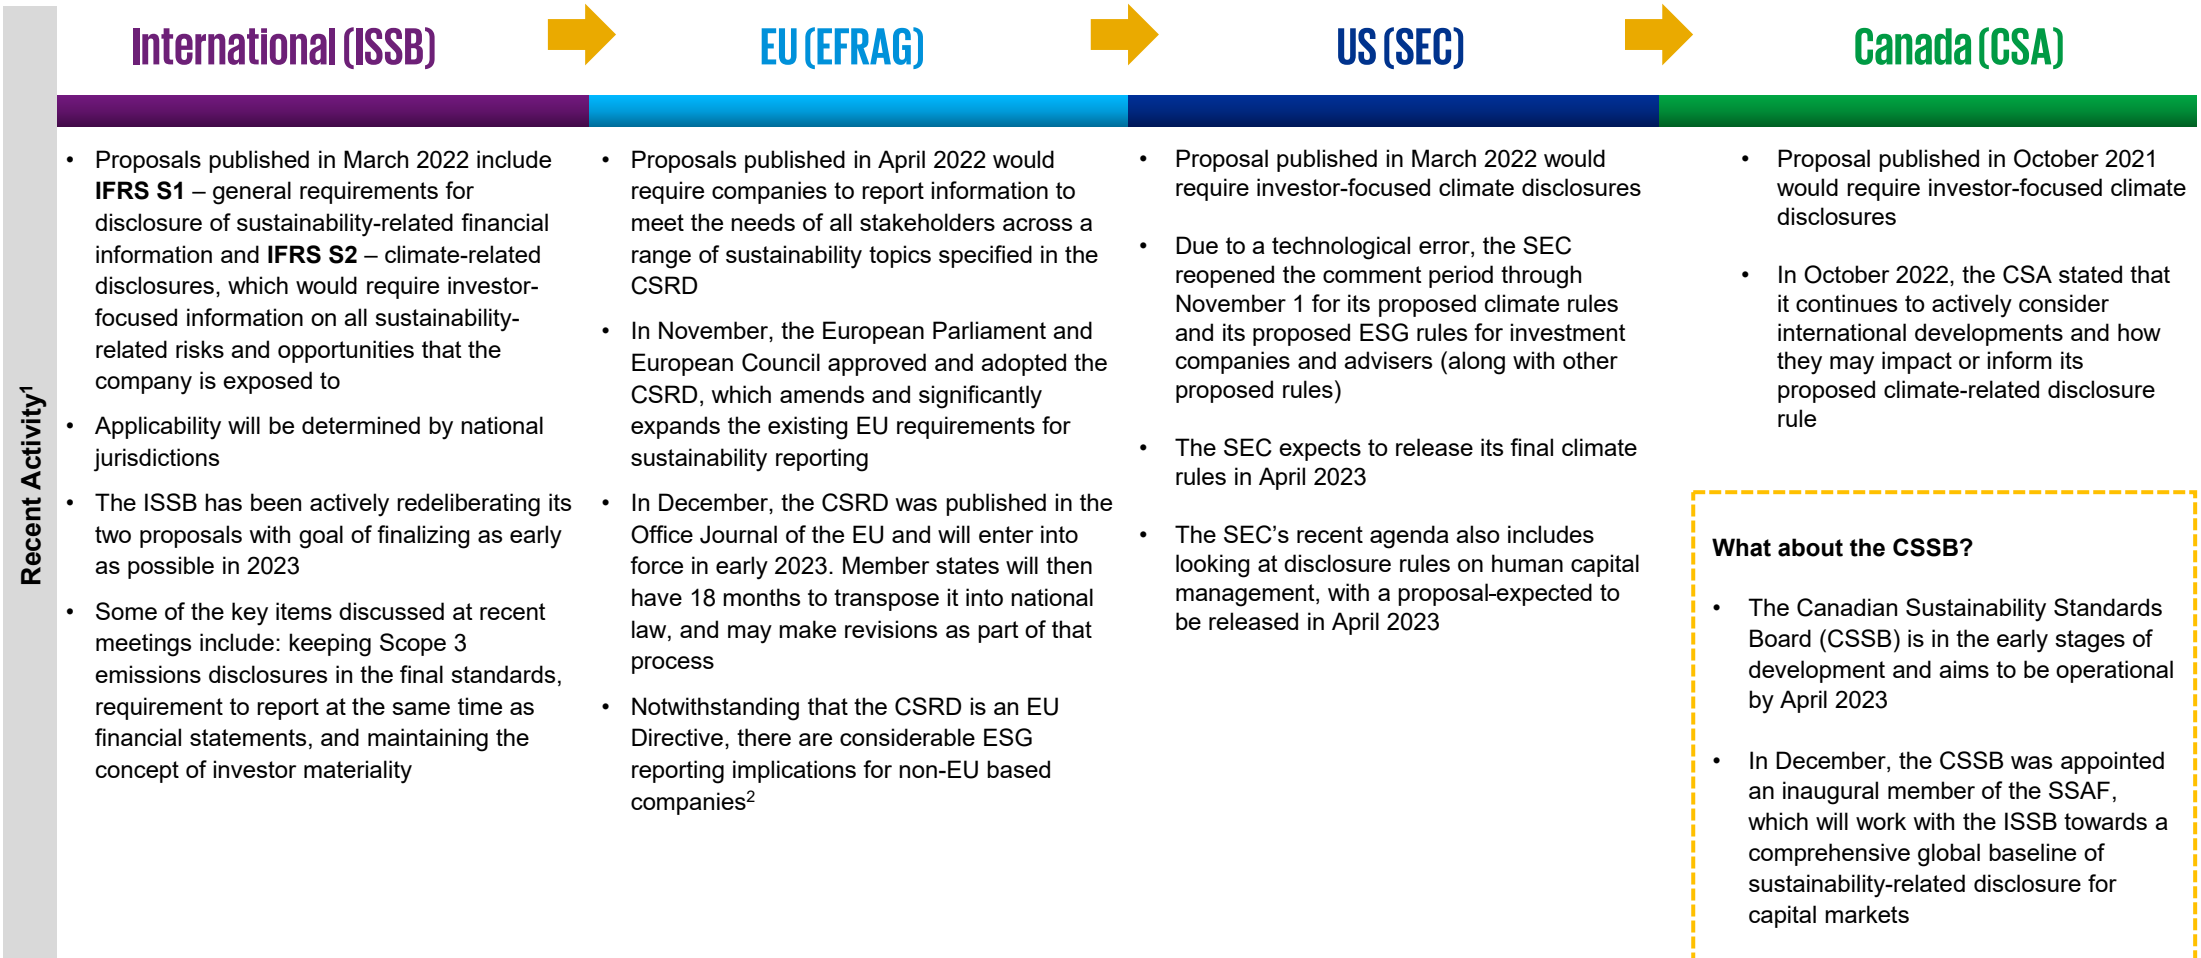 International (ISSB)
EU (EFRAG)
US (SEC)
Canada (CSA)
Recent Activity1
• Proposals published in March 2022 include
IFRS S1 – general requirements for
disclosure of sustainability-related financial
information and IFRS S2 – climate-related
disclosures, which would require investor-
focused information on all sustainability-
related risks and opportunities that the
company is exposed to
• Applicability will be determined by national
jurisdictions
• The ISSB has been actively redeliberating its
two proposals with goal of finalizing as early
as possible in 2023
• Some of the key items discussed at recent
meetings include: keeping Scope 3
emissions disclosures in the final standards,
requirement to report at the same time as
financial statements, and maintaining the
concept of investor materiality
• Proposals published in April 2022 would
require companies to report information to
meet the needs of all stakeholders across a
range of sustainability topics specified in the
CSRD
• In November, the European Parliament and
European Council approved and adopted the
CSRD, which amends and significantly
expands the existing EU requirements for
sustainability reporting
• In December, the CSRD was published in the
Office Journal of the EU and will enter into
force in early 2023. Member states will then
have 18 months to transpose it into national
law, and may make revisions as part of that
process
• Notwithstanding that the CSRD is an EU
Directive, there are considerable ESG
reporting implications for non-EU based
companies2
• Proposal published in March 2022 would
require investor-focused climate disclosures
• Due to a technological error, the SEC
reopened the comment period through
November 1 for its proposed climate rules
and its proposed ESG rules for investment
companies and advisers (along with other
proposed rules)
• The SEC expects to release its final climate
rules in April 2023
• The SEC's recent agenda also includes
looking at disclosure rules on human capital
management, with a proposal-expected to
be released in April 2023
• Proposal published in October 2021
would require investor-focused climate
disclosures
• In October 2022, the CSA stated that
it continues to actively consider
international developments and how
they may impact or inform its
proposed climate-related disclosure
rule
What about the CSSB?
• The Canadian Sustainability Standards
Board (CSSB) is in the early stages of
development and aims to be operational
by April 2023
• In December, the CSSB was appointed
an inaugural member of the SSAF,
which will work with the ISSB towards a
comprehensive global baseline of
sustainability-related disclosure for
capital markets